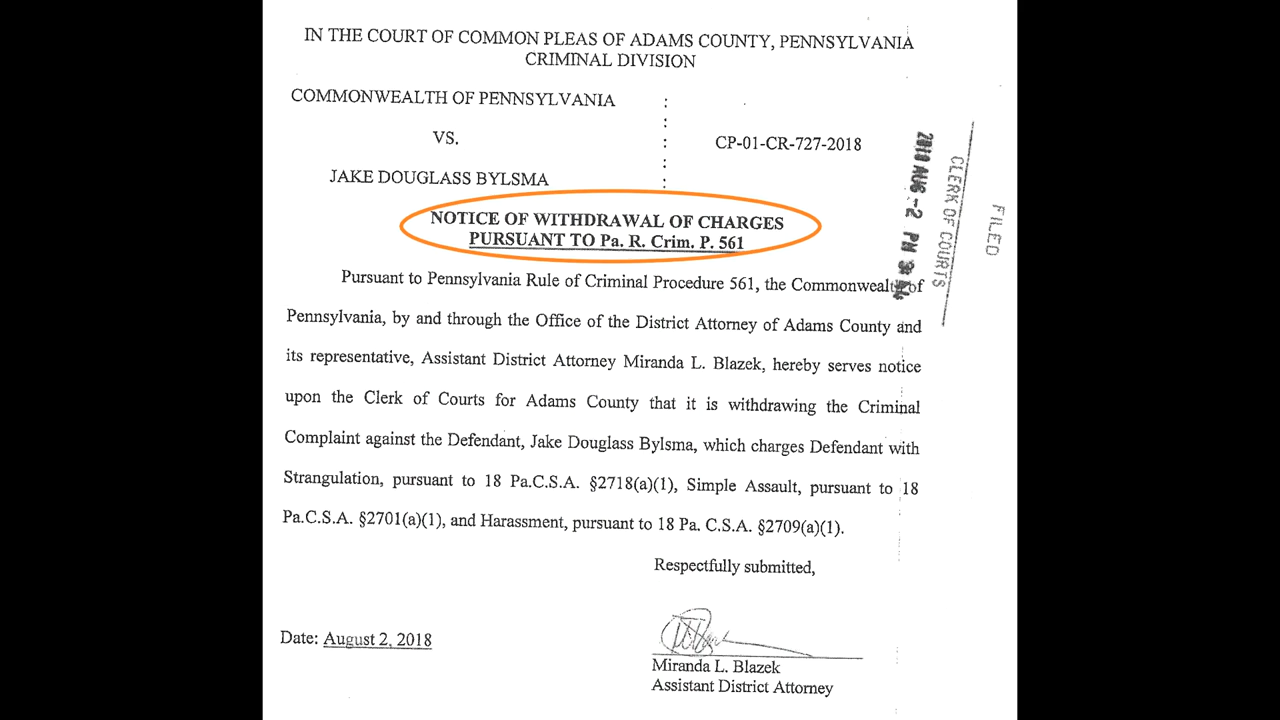 IN THE COURT OF COMMON PLEAS OF ADAMS COUNTY, PENNSYLVANIA
CRIMINAL DIVISION
COMMONWEALTH OF PENNSYLVANIA :
:
VS. : CP-01-CR-727-2018
:
JAKE DOUGLASS BYLSMA :
NOTICE OF WITHDRAWAL OF CHARGES
PURSUANT TO Pa. R. Crim. P. 561
Pursuant to Pennsylvania Rule of Criminal Procedure 561, the Commonwealth of
Pennsylvania, by and through the Office of the District Attorney of Adams County and
its representative, Assistant District Attorney Miranda L. Blazek, hereby serves notice
upon the Clerk of Courts for Adams County that it is withdrawing the Criminal
Complaint against the Defendant, Jake Douglass Bylsma, which charges Defendant with
Strangulation, pursuant to 18 Pa.C.S.A. §2718(a)(1), Simple Assault, pursuant to 18
Pa.C.S.A. §2701(a)(1), and Harassment, pursuant to 18 Pa. C.S.A. §2709(a)(1).
Respectfully submitted,
Date: August 2, 2018
Miranda L. Blazek
Assistant District Attorney
FILED
CLERK OF COURTS
2018 AUG -2 PM